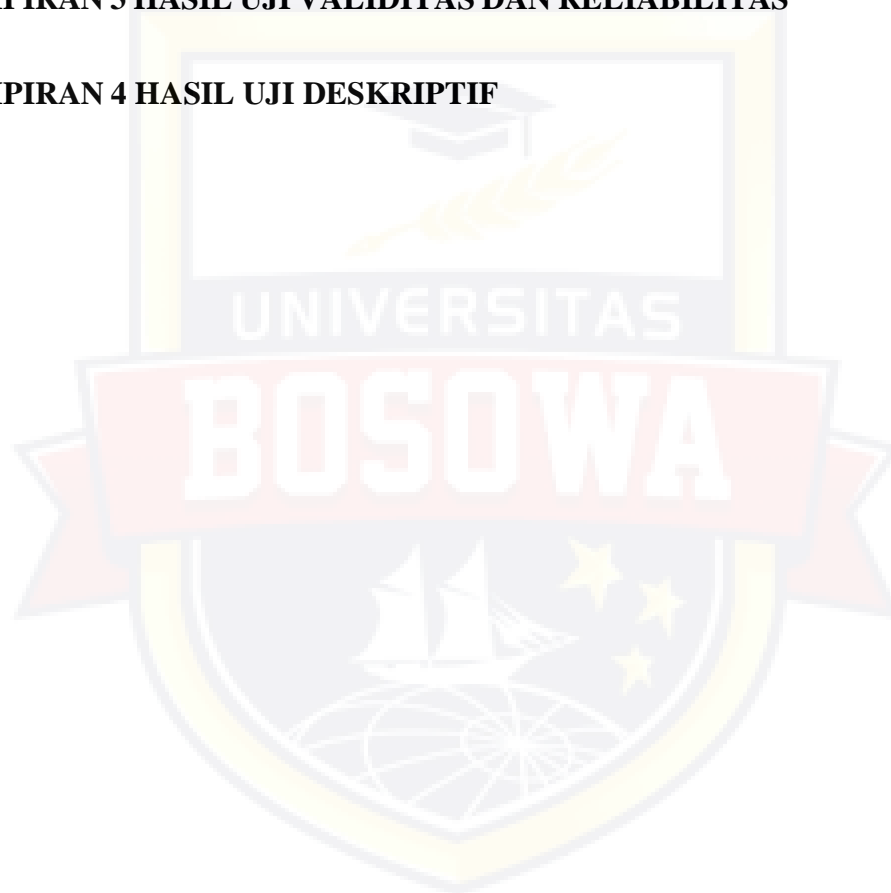 PIRAN 3 HASIL UJI VALIDITAS DAN RELIABILITAS
PIRAN 4 HASIL UJI DESKRIPTIF
UNIVERSITAS
BOSOWA